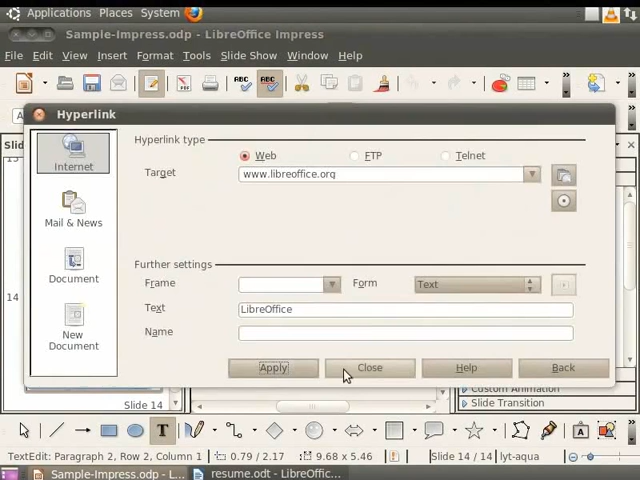 Applications Places System
Sample-Impress.odp - LibreOffice Impress
File Edit View Insert Format Tools Slide Show Window Help
ABC ABC
Hyperlink
Slid
Internet
Mail & News
Document
New
Document
Hyperlink type
Web FTP Telnet
Target www.libreoffice.org
Further settings
Frame Form Text
Text LibreOffice
Name
Apply Close Help Back
14
Slide 14
Custom Animation
Slide Transition
T A
TextEdit: Paragraph 2, Row 2, Column 1 0.79 / 2.17 9.68 x 5.46 Slide 14 / 14 lyt-aqua
Sample-Impress.odp - L... resume.odt - LibreOffic...